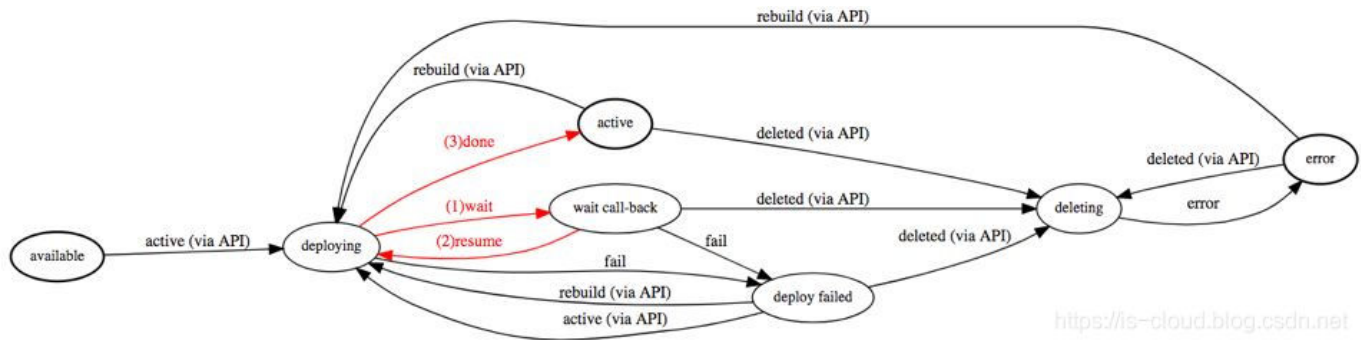 rebuild (via API)
rebuild (via API)
active
(3)done
deleted (via API)
deleted (via API)
error
(1)wait
wait call-back
deleted (via API)
deleting
error
available
active (via API)
deploying
(2)resume
fail
deleted (via API)
fail
rebuild (via API)
deploy failed
active (via API)
https://is-cloud.blog.csdn.net